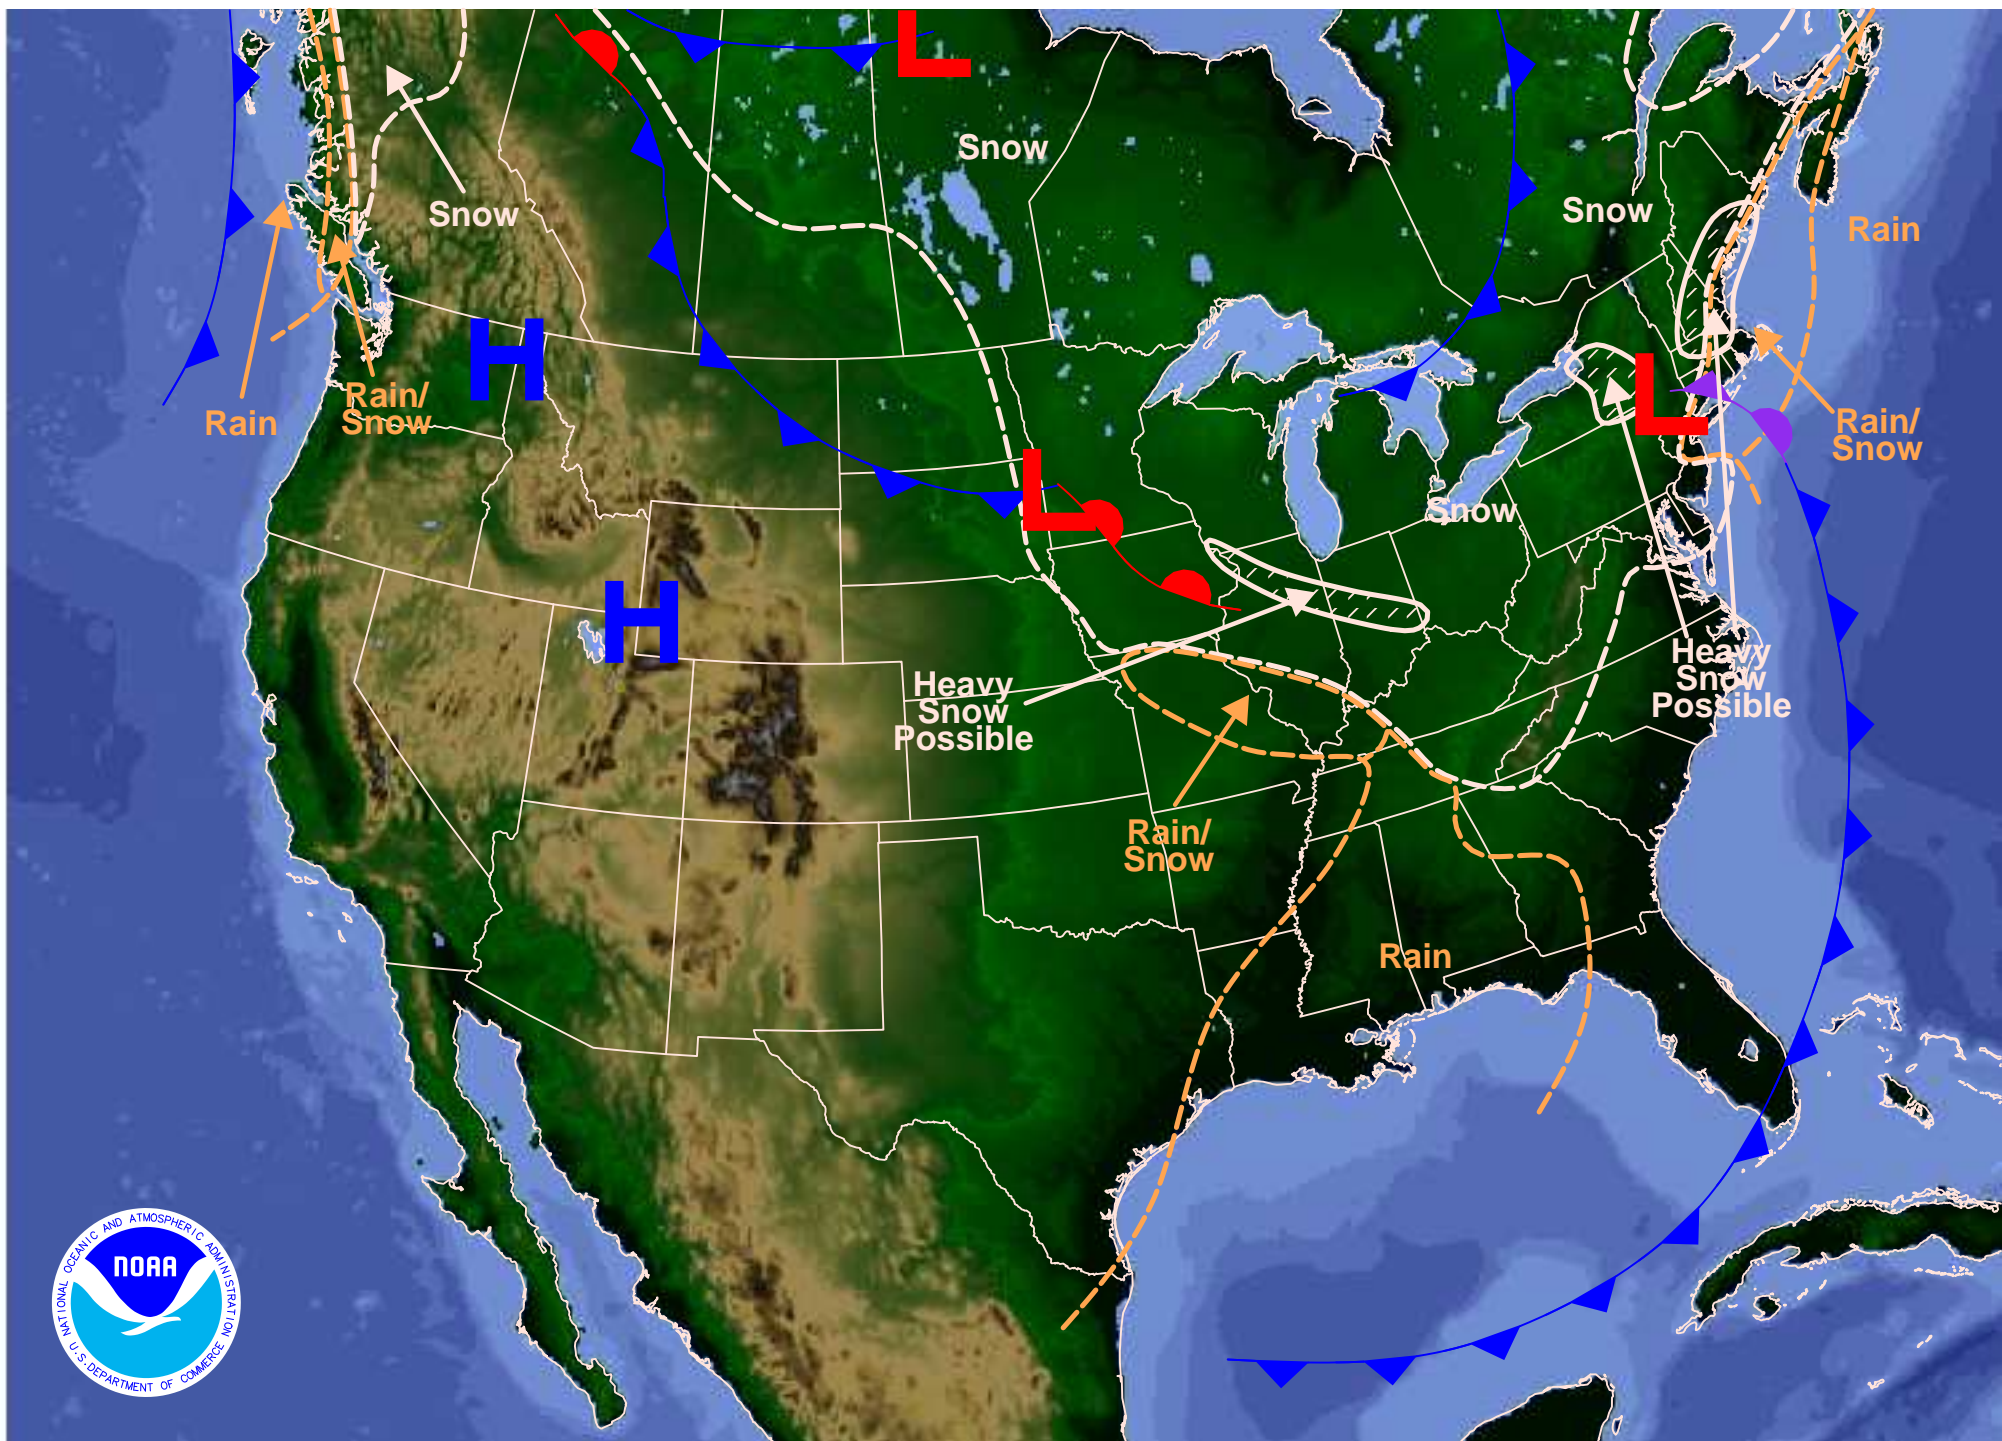 L
Snow
Snow
Snow
Rain
H
Rain/
Snow
Rain
L
Rain/
Snow
L
Snow
H
Heavy
Snow
Possible
Heavy
Snow
Possible
Rain/
Snow
Rain
NATIONAL OCEANIC AND ATMOSPHERIC ADMINISTRATION
NOAA
U.S. DEPARTMENT OF COMMERCE